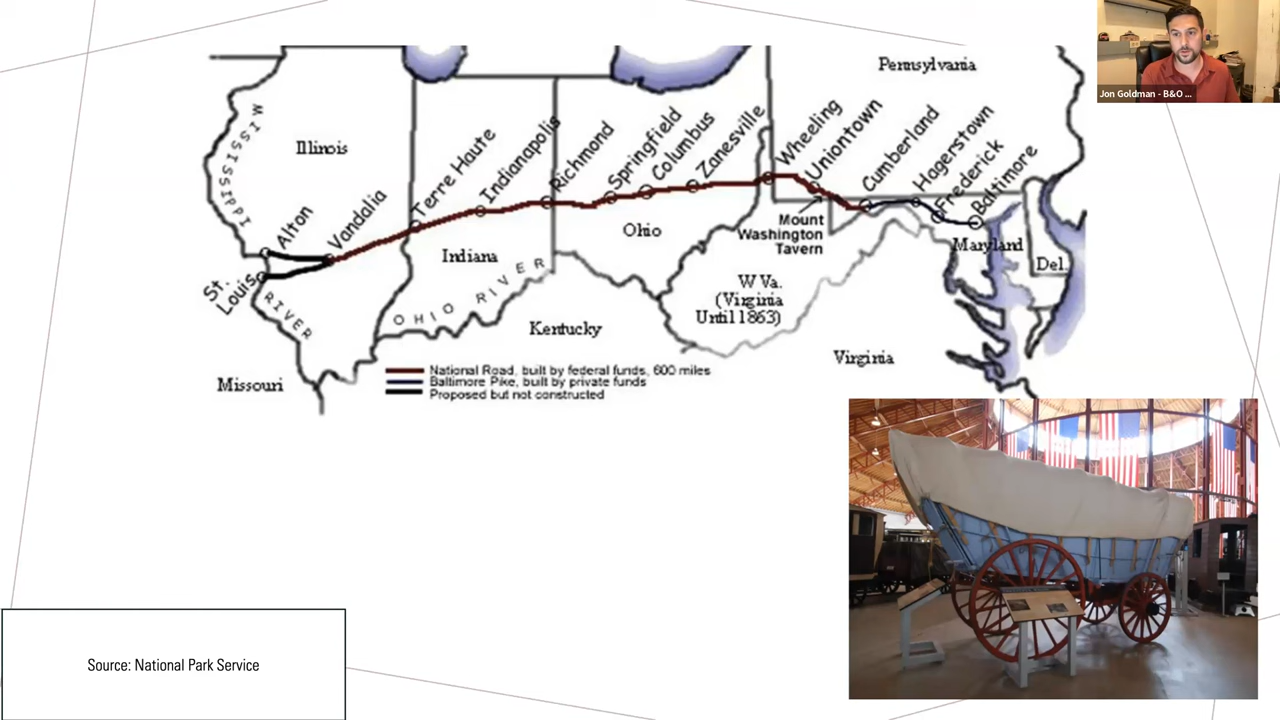 Jon Goldman - B&O ...
Pennsylvania
MISSISSIPPI
Illinois
Alton
Vandalia
Terre Haute
Indianapolis
Richmond
Springfield
Columbus
Zanesville
Wheeling
Uniontown
Cumberland
Hagerstown
Frederick
Baltimore
St.
Louis
RIVER
Indiana
Ohio
Mount
Washington
Tavern
Maryland
Del.
OHIO RIVER
W Va.
(Virginia
Until 1863)
Kentucky
Virginia
Missouri
National Road, built by federal funds, 600 miles
Baltimore Pike, built by private funds
Proposed but not constructed
Source: National Park Service